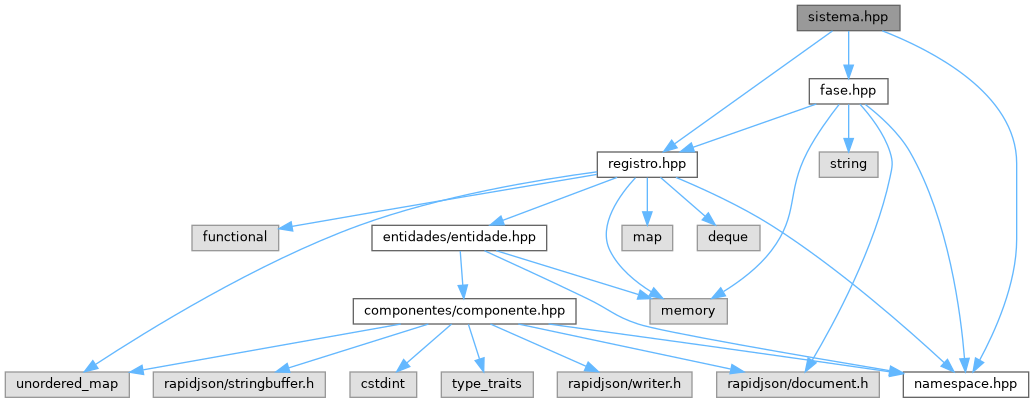 sistema.hpp
fase.hpp
registro.hpp
string
functional
entidades/entidade.hpp
map
deque
componentes/componente.hpp
memory
unordered_map
rapidjson/stringbuffer.h
cstdint
type_traits
rapidjson/writer.h
rapidjson/document.h
namespace.hpp